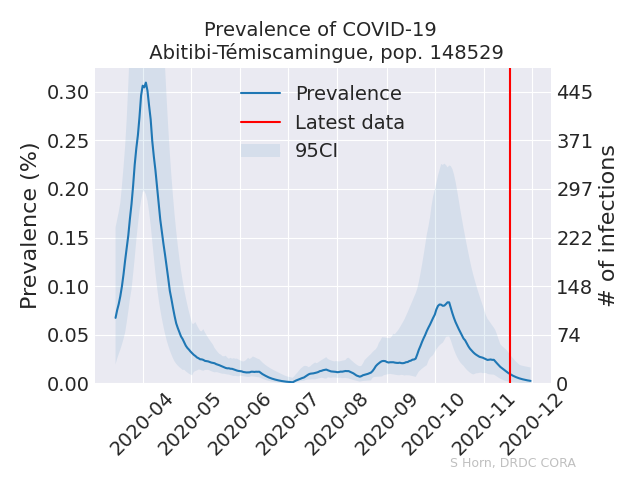 Prevalence of COVID-19
Abitibi-Témiscamingue, pop. 148529
Prevalence
Latest data
95CI
Prevalence (%)
0.30
0.25
0.20
0.15
0.10
0.05
0.00
445
371
297
222
148
74
0
# of infections
2020-04
2020-05
2020-06
2020-07
2020-08
2020-09
2020-10
2020-11
2020-12
S Horn, DRDC CORA